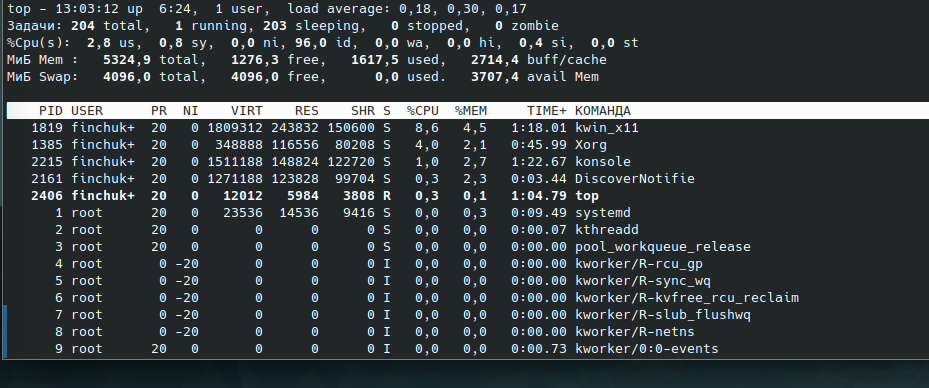 top - 13:03:12 up  6:24,  1 user,  load average: 0,18, 0,30, 0,17
Задачи: 204 total,   1 running, 203 sleeping,   0 stopped,   0 zombie
%Cpu(s):  2,8 us,  0,8 sy,  0,0 ni, 96,0 id,  0,0 wa,  0,0 hi,  0,4 si,  0,0 st
МиБ Mem :   5324,9 total,   1276,3 free,   1617,5 used,   2714,4 buff/cache
МиБ Swap:   4096,0 total,   4096,0 free,      0,0 used.   3707,4 avail Mem
PID USER      PR  NI    VIRT    RES    SHR S  %CPU  %MEM     TIME+ КОМАНДА
1819 finchuk+  20   0 1809312 243832 150600 S   8,6   4,5   1:18.01 kwin_x11
1385 finchuk+  20   0  348888 116556  80208 S   4,0   2,1   0:45.99 Xorg
2215 finchuk+  20   0 1511188 148824 122720 S   1,0   2,7   1:22.67 konsole
2161 finchuk+  20   0 1271188 123828  99704 S   0,3   2,3   0:03.44 DiscoverNotifie
2406 finchuk+  20   0   12012   5984   3808 R   0,3   0,1   1:04.79 top
1 root      20   0   23536  14536   9416 S   0,0   0,3   0:09.49 systemd
2 root      20   0       0      0      0 S   0,0   0,0   0:00.07 kthreadd
3 root      20   0       0      0      0 S   0,0   0,0   0:00.00 pool_workqueue_release
4 root       0 -20       0      0      0 I   0,0   0,0   0:00.00 kworker/R-rcu_gp
5 root       0 -20       0      0      0 I   0,0   0,0   0:00.00 kworker/R-sync_wq
6 root       0 -20       0      0      0 I   0,0   0,0   0:00.00 kworker/R-kvfree_rcu_reclaim
7 root       0 -20       0      0      0 I   0,0   0,0   0:00.00 kworker/R-slub_flushwq
8 root       0 -20       0      0      0 I   0,0   0,0   0:00.00 kworker/R-netns
9 root      20   0       0      0      0 I   0,0   0,0   0:00.73 kworker/0:0-events